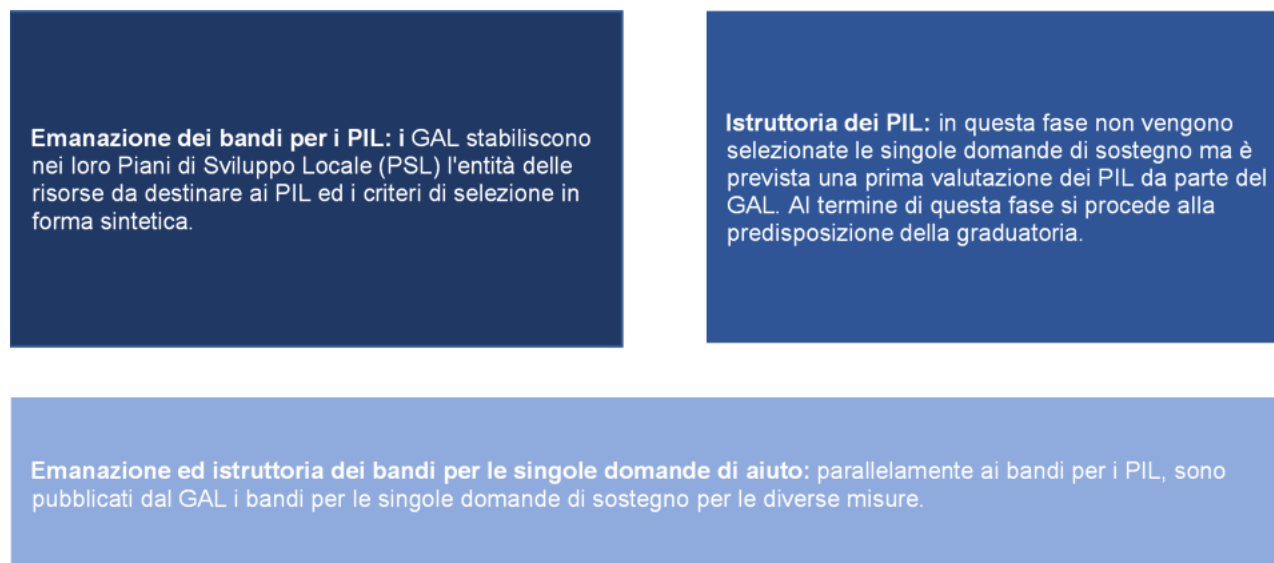 Emanazione dei bandi per i PIL: i GAL stabiliscono
nei loro Piani di Sviluppo Locale (PSL) l'entità delle
risorse da destinare ai PIL ed i criteri di selezione in
forma sintetica.
Istruttoria dei PIL: in questa fase non vengono
selezionate le singole domande di sostegno ma è
prevista una prima valutazione dei PIL da parte del
GAL. Al termine di questa fase si procede alla
predisposizione della graduatoria.
Emanazione ed istruttoria dei bandi per le singole domande di aiuto: parallelamente ai bandi per i PIL, sono
pubblicati dal GAL i bandi per le singole domande di sostegno per le diverse misure.